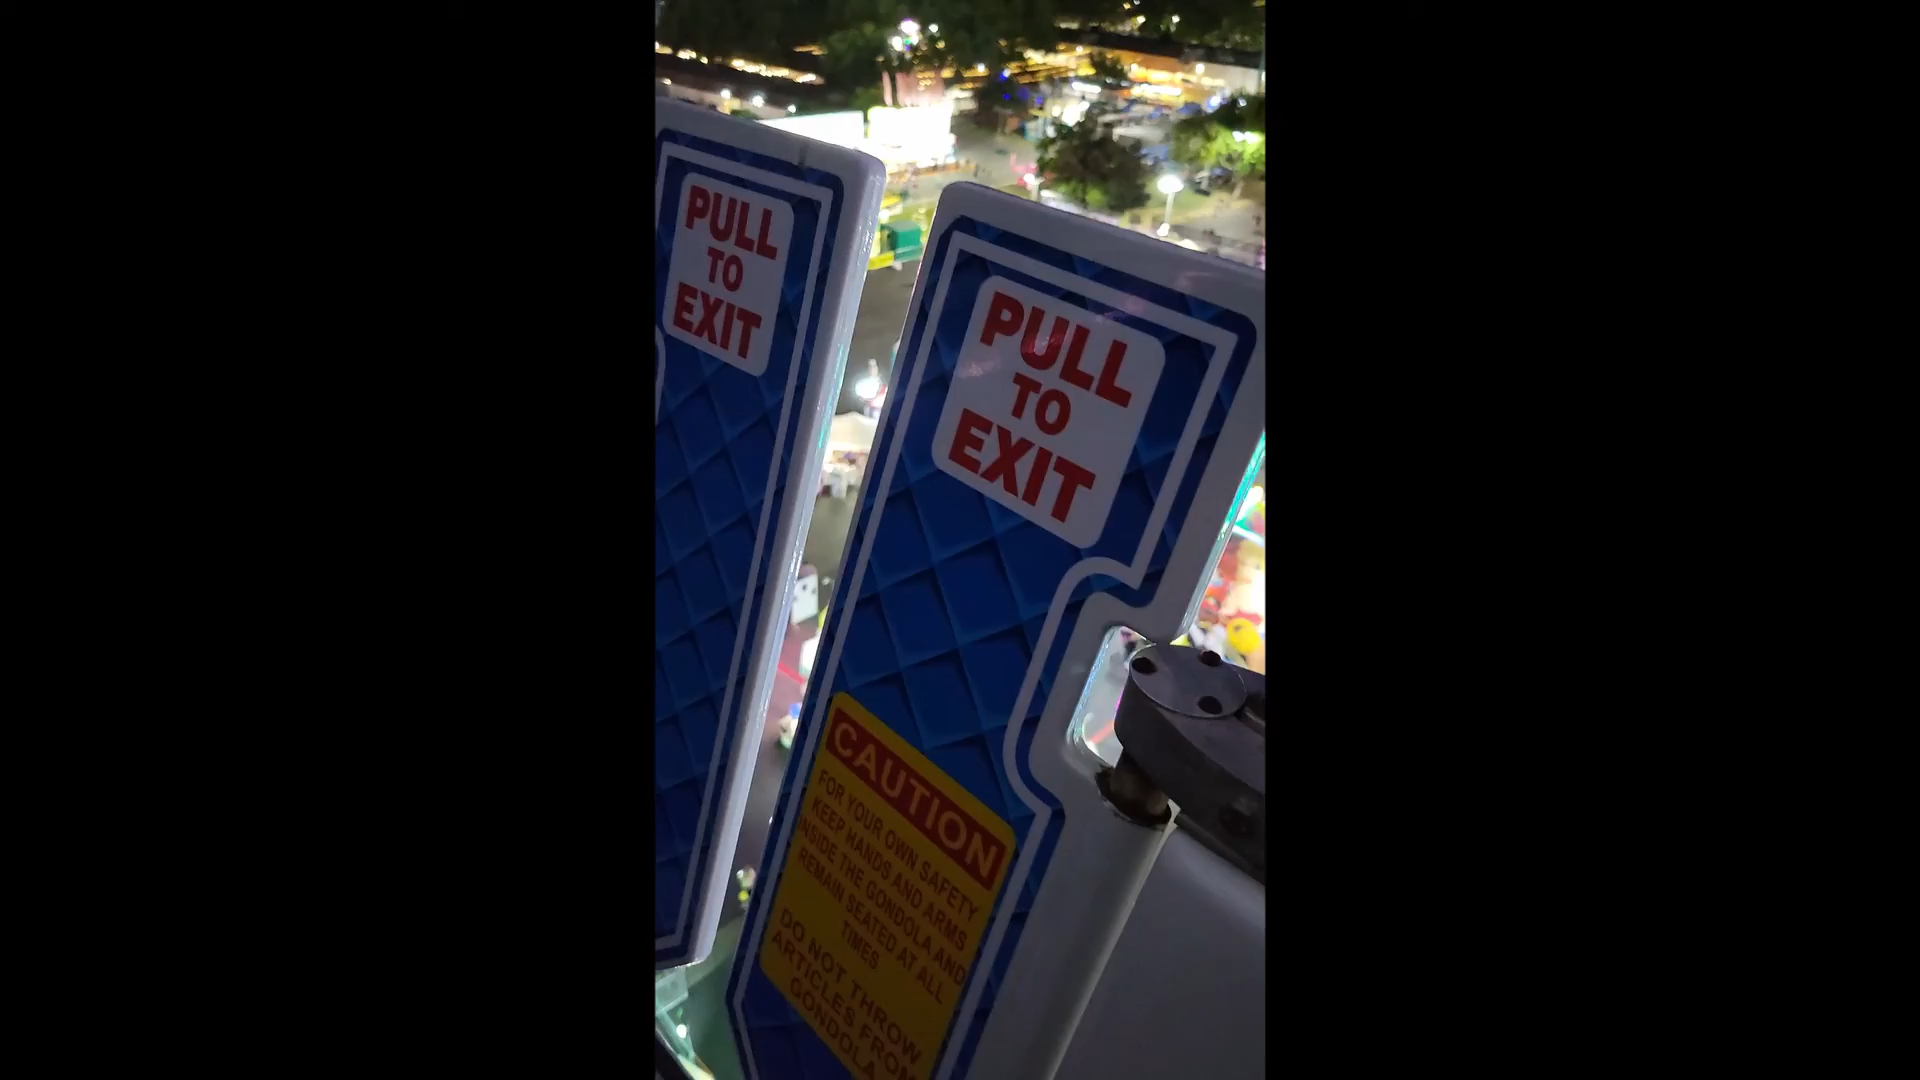 PULL
TO
EXIT
PULL
TO
EXIT
CAUTION
FOR YOUR OWN SAFETY
KEEP HANDS AND ARMS
INSIDE THE GONDOLA AND
REMAIN SEATED AT ALL
TIMES
DO NOT THROW
ARTICLES FROM
GONDOLA